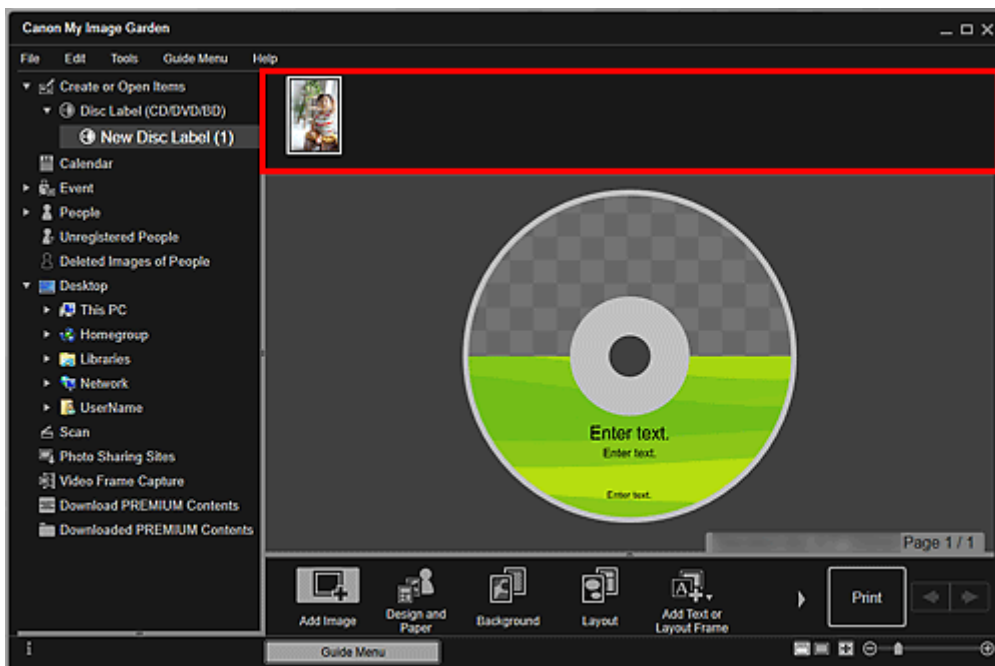 Canon My Image Garden
File Edit Tools Guide Menu Help
Create or Open Items
Disc Label (CD/DVD/BD)
New Disc Label (1)
Calendar
Event
People
Unregistered People
Deleted Images of People
Desktop
This PC
Homegroup
Libraries
Network
UserName
Scan
Photo Sharing Sites
Video Frame Capture
Download PREMIUM Contents
Downloaded PREMIUM Contents
Enter text.
Enter text.
Enter text.
Page 1 / 1
Add Image
Design and
Paper
Background
Layout
Add Text or
Layout Frame
Print
Guide Menu